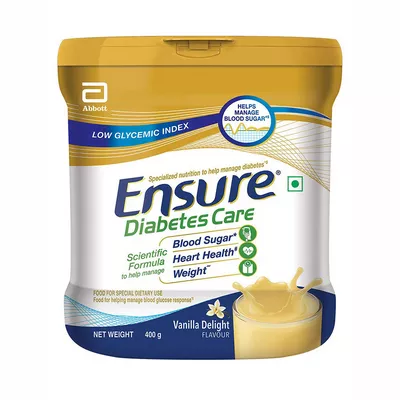 Abbott
HELPS
MANAGE
BLOOD SUGAR*
LOW GLYCEMIC INDEX
Specialized nutrition to help manage diabetes*
Ensure®
Diabetes Care
Scientific
Formula
to help manage
Blood Sugar*
Heart Health#
Weight~
FOOD FOR SPECIAL DIETARY USE
Food for helping manage blood glucose response*
NET WEIGHT 400 g
Vanilla Delight
FLAVOUR